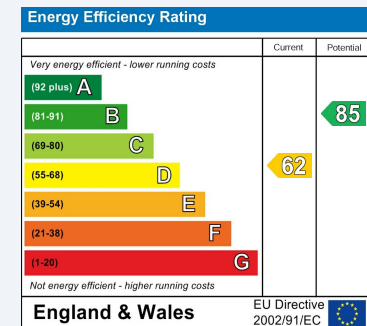 Energy Efficiency Rating
Current Potential
Very energy efficient - lower running costs
(92 plus) A
(81-91) B
85
(69-80) C
(55-68) D
62
(39-54) E
(21-38) F
(1-20) G
Not energy efficient - higher running costs
England & Wales
EU Directive
2002/91/EC